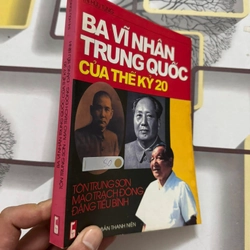 BA VĨ NHÂN
TRUNG QUỐC
CỦA THẾ KỶ 20
TÔN TRUNG SƠN
MAO TRẠCH ĐÔNG
ĐẶNG TIỂU BÌNH
THANH NIÊN